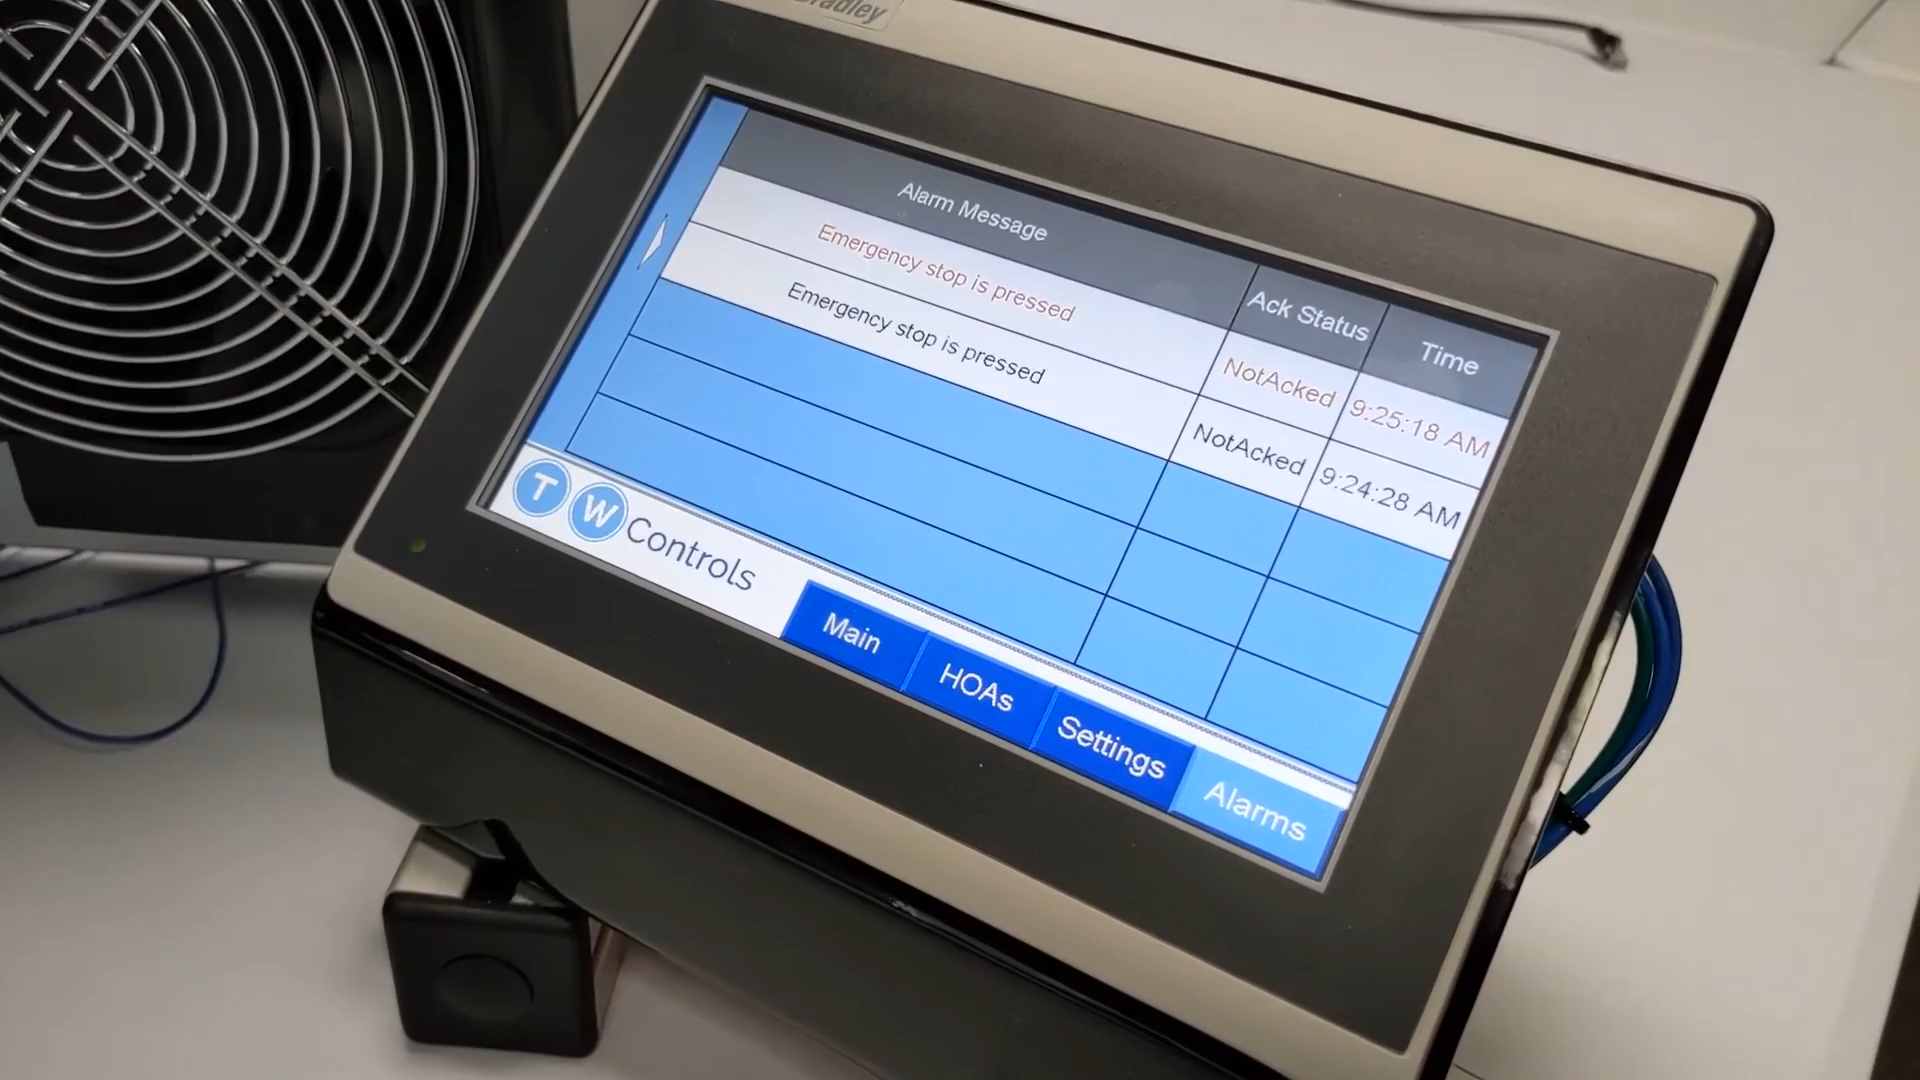 Bradley
Alarm Message Ack Status Time
Emergency stop is pressed NotAcked 9:25:18 AM
Emergency stop is pressed NotAcked 9:24:28 AM
T W Controls
Main HOAs Settings Alarms